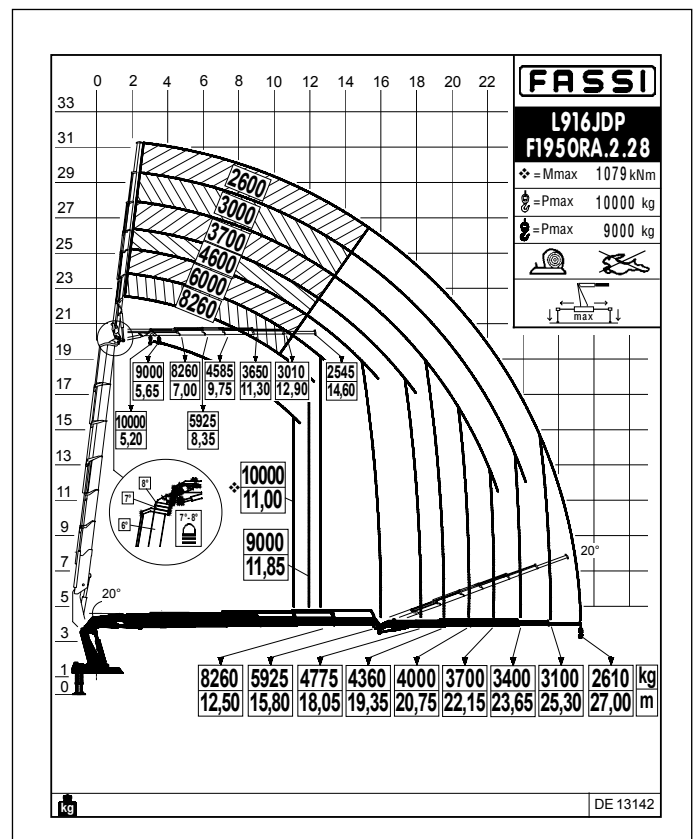 0 2 4 6 8 10 12 14 16 18 20 22
33
31
29
27
25
23
21
19
17
15
13
11
9
7
5
3
1
0
FASSI
L916JDP
F1950RA.2.28
= Mmax 1079 kNm
= Pmax 10000 kg
= Pmax 9000 kg
max
2600
3000
3700
4600
6000
8260
9000 8260 4585 3650 3010 2545
5,65 7,00 9,75 11,30 12,90 14,60
10000 5925
5,20 8,35
8°
7°
6°
7°-8°
10000
11,00
9000
11,85
20°
20°
8260 5925 4775 4360 4000 3700 3400 3100 2610 kg
12,50 15,80 18,05 19,35 20,75 22,15 23,65 25,30 27,00 m
kg
DE 13142